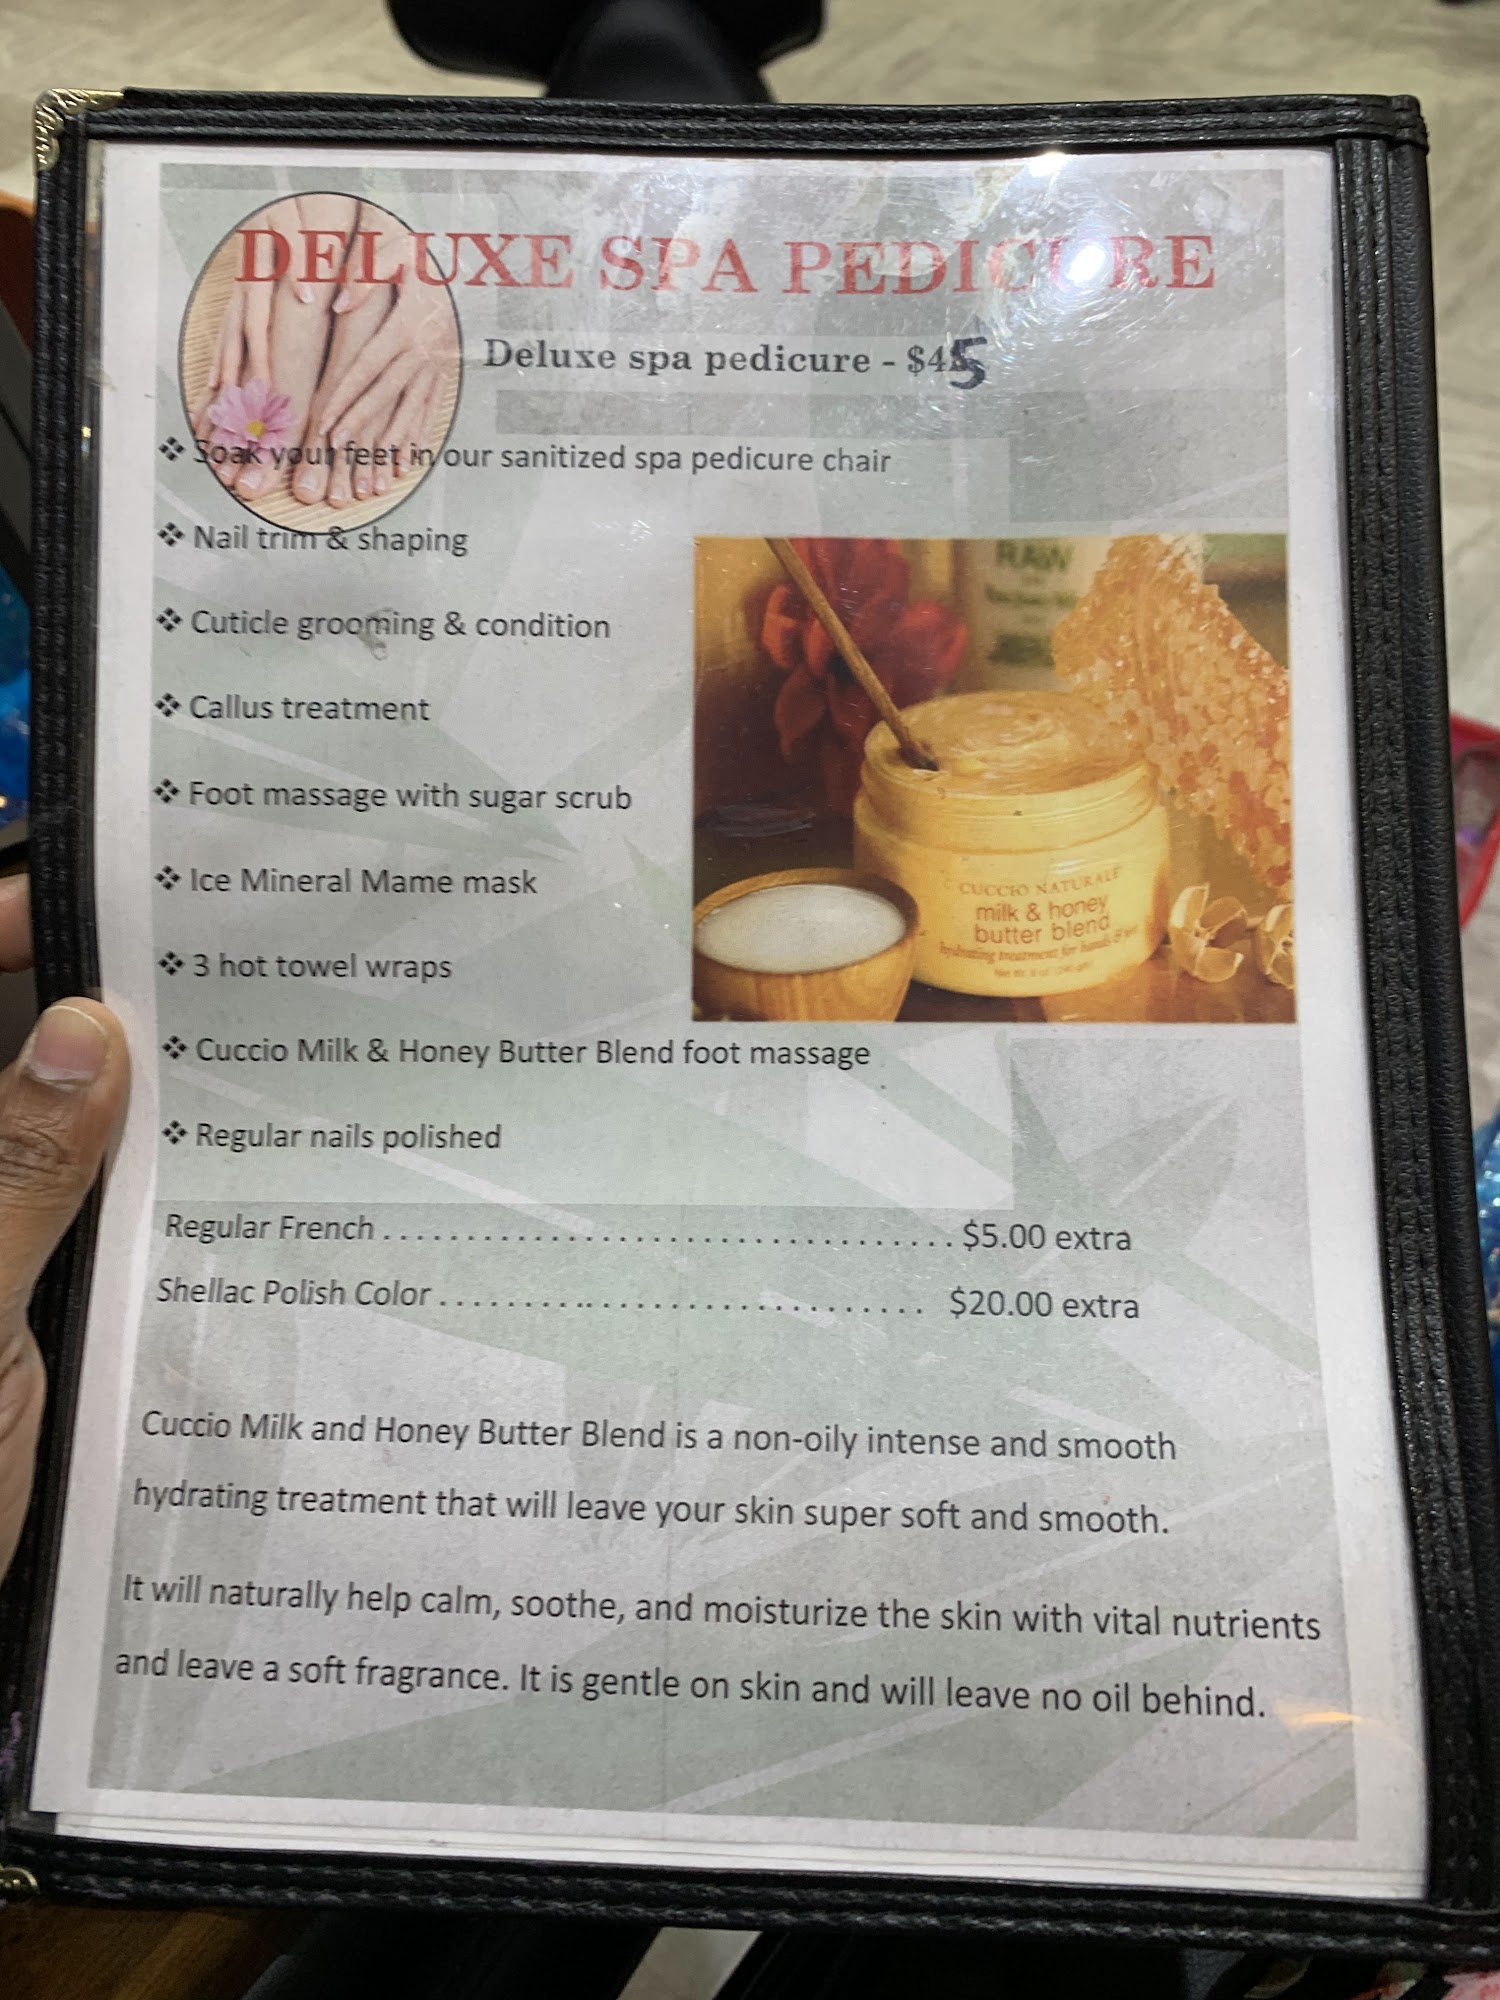 DELUXE SPA PEDICURE
Deluxe spa pedicure - $45
❖ Soak your feet in our sanitized spa pedicure chair
❖ Nail trim & shaping
❖ Cuticle grooming & condition
❖ Callus treatment
❖ Foot massage with sugar scrub
❖ Ice Mineral Mame mask
❖ 3 hot towel wraps
❖ Cuccio Milk & Honey Butter Blend foot massage
❖ Regular nails polished
RAW
CUCCIO NATURALE
milk & honey
butter blend
hydrating treatment for hands &
Regular French . . . . . . . . . . . . . . . . . . . . . . . . . . . . . . . . . . . $5.00 extra
Shellac Polish Color . . . . . . . . . .. . . . . . . . . . . . . . . . . . . . . $20.00 extra
Cuccio Milk and Honey Butter Blend is a non-oily intense and smooth
hydrating treatment that will leave your skin super soft and smooth.
It will naturally help calm, soothe, and moisturize the skin with vital nutrients
and leave a soft fragrance. It is gentle on skin and will leave no oil behind.